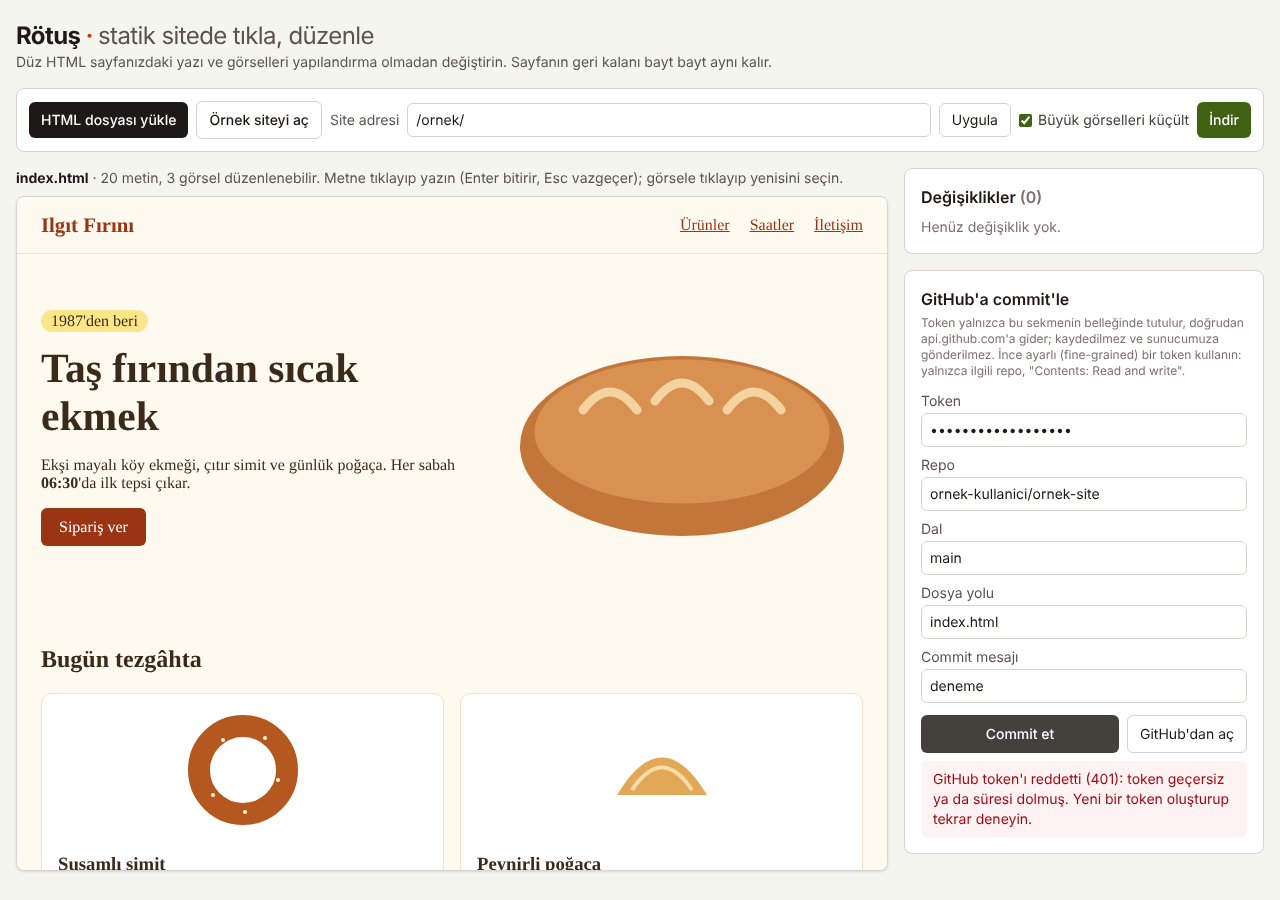 Rötuş · statik sitede tıkla, düzenle
Düz HTML sayfanızdaki yazı ve görselleri yapılandırma olmadan değiştirin. Sayfanın geri kalanı bayt bayt aynı kalır.
HTML dosyası yükle
Örnek siteyi aç
Site adresi
/ornek/
Uygula
Büyük görselleri küçült
İndir
index.html · 20 metin, 3 görsel düzenlenebilir. Metne tıklayıp yazın (Enter bitirir, Esc vazgeçer); görsele tıklayıp yenisini seçin.
Ilgıt Fırını
Ürünler
Saatler
İletişim
1987'den beri
Taş fırından sıcak
ekmek
Ekşi mayalı köy ekmeği, çıtır simit ve günlük poğaça. Her sabah
06:30'da ilk tepsi çıkar.
Sipariş ver
Bugün tezgâhta
Susamlı simit
Peynirli poğaça
Değişiklikler (0)
Henüz değişiklik yok.
GitHub'a commit'le
Token yalnızca bu sekmenin belleğinde tutulur, doğrudan
api.github.com'a gider; kaydedilmez ve sunucumuza
gönderilmez. İnce ayarlı (fine-grained) bir token kullanın:
yalnızca ilgili repo, "Contents: Read and write".
Token
••••••••••••••••••
Repo
ornek-kullanici/ornek-site
Dal
main
Dosya yolu
index.html
Commit mesajı
deneme
Commit et
GitHub'dan aç
GitHub token'ı reddetti (401): token geçersiz
ya da süresi dolmuş. Yeni bir token oluşturup
tekrar deneyin.